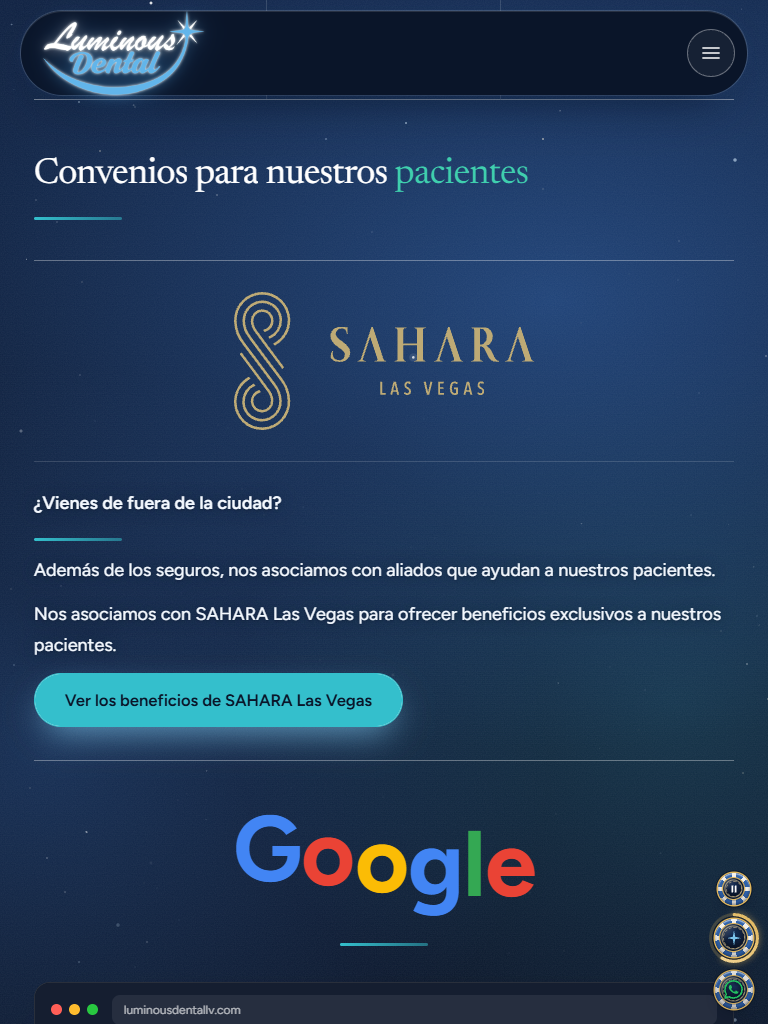 Luminous
Dental
Convenios para nuestros pacientes
SAHARA
LAS VEGAS
¿Vienes de fuera de la ciudad?
Además de los seguros, nos asociamos con aliados que ayudan a nuestros pacientes.
Nos asociamos con SAHARA Las Vegas para ofrecer beneficios exclusivos a nuestros
pacientes.
Ver los beneficios de SAHARA Las Vegas
Google
luminousdentallv.com